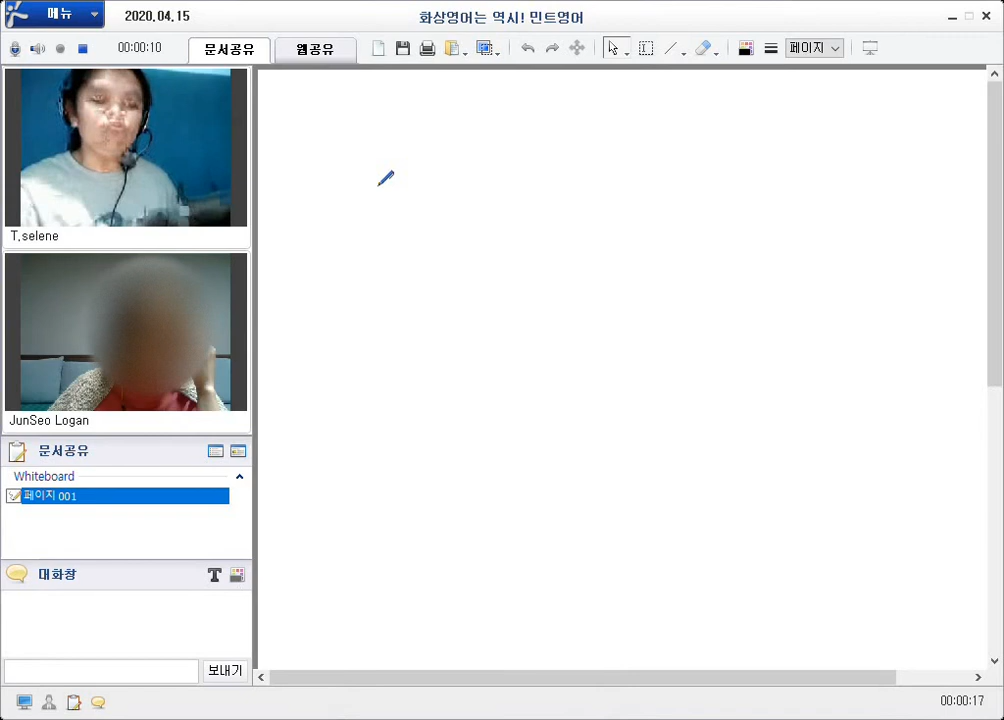 메뉴 2020.04.15 화상영어는 역시! 민트영어
00:00:10 문서공유 웹공유 페이지
T.selene
JunSeo Logan
문서공유
Whiteboard
페이지 001
대화창 T
보내기
00:00:17